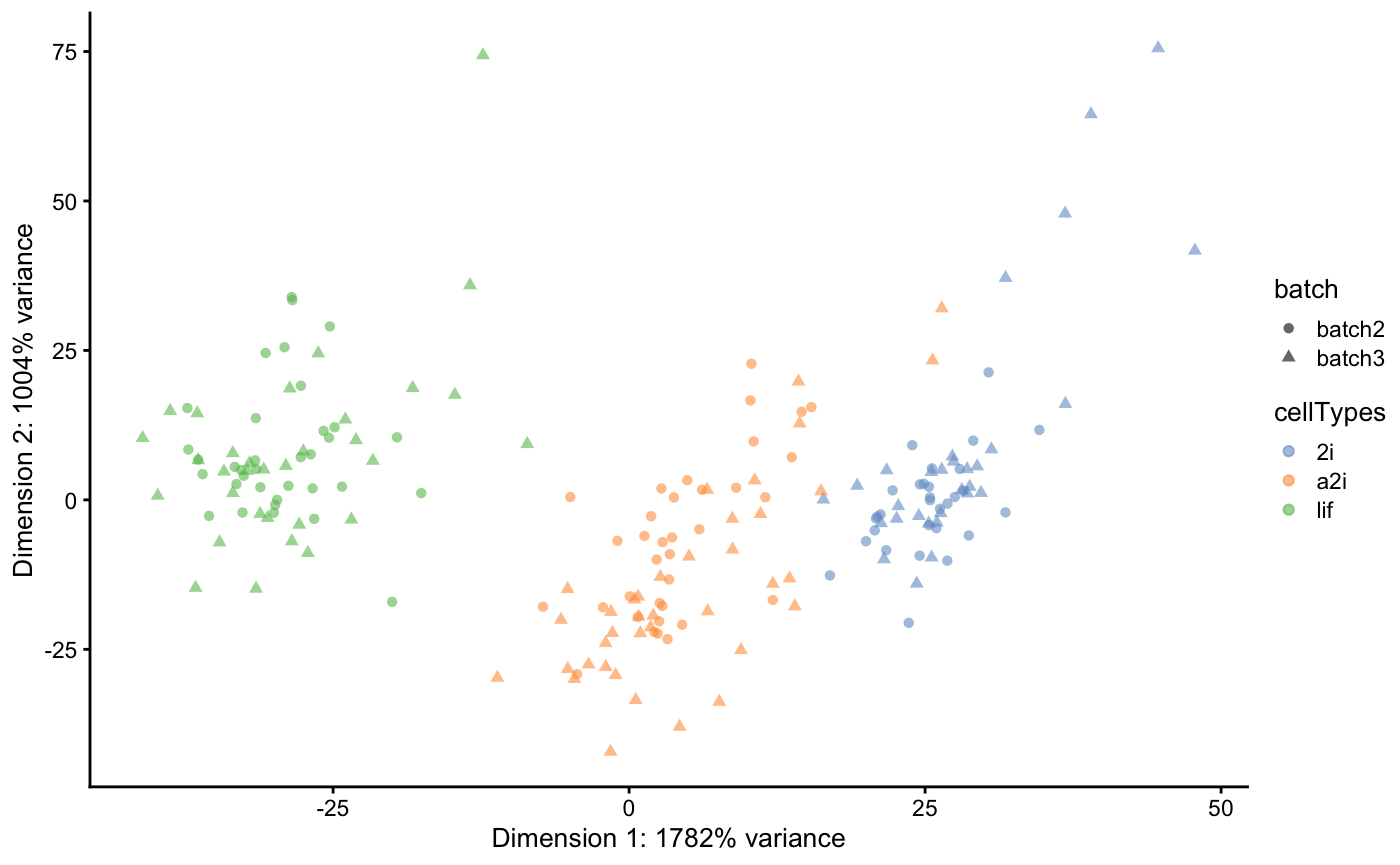 75
50
25
0
-25
Dimension 2: 1004% variance
-25
0
25
50
Dimension 1: 1782% variance
batch
batch2
batch3
cellTypes
2i
a2i
lif